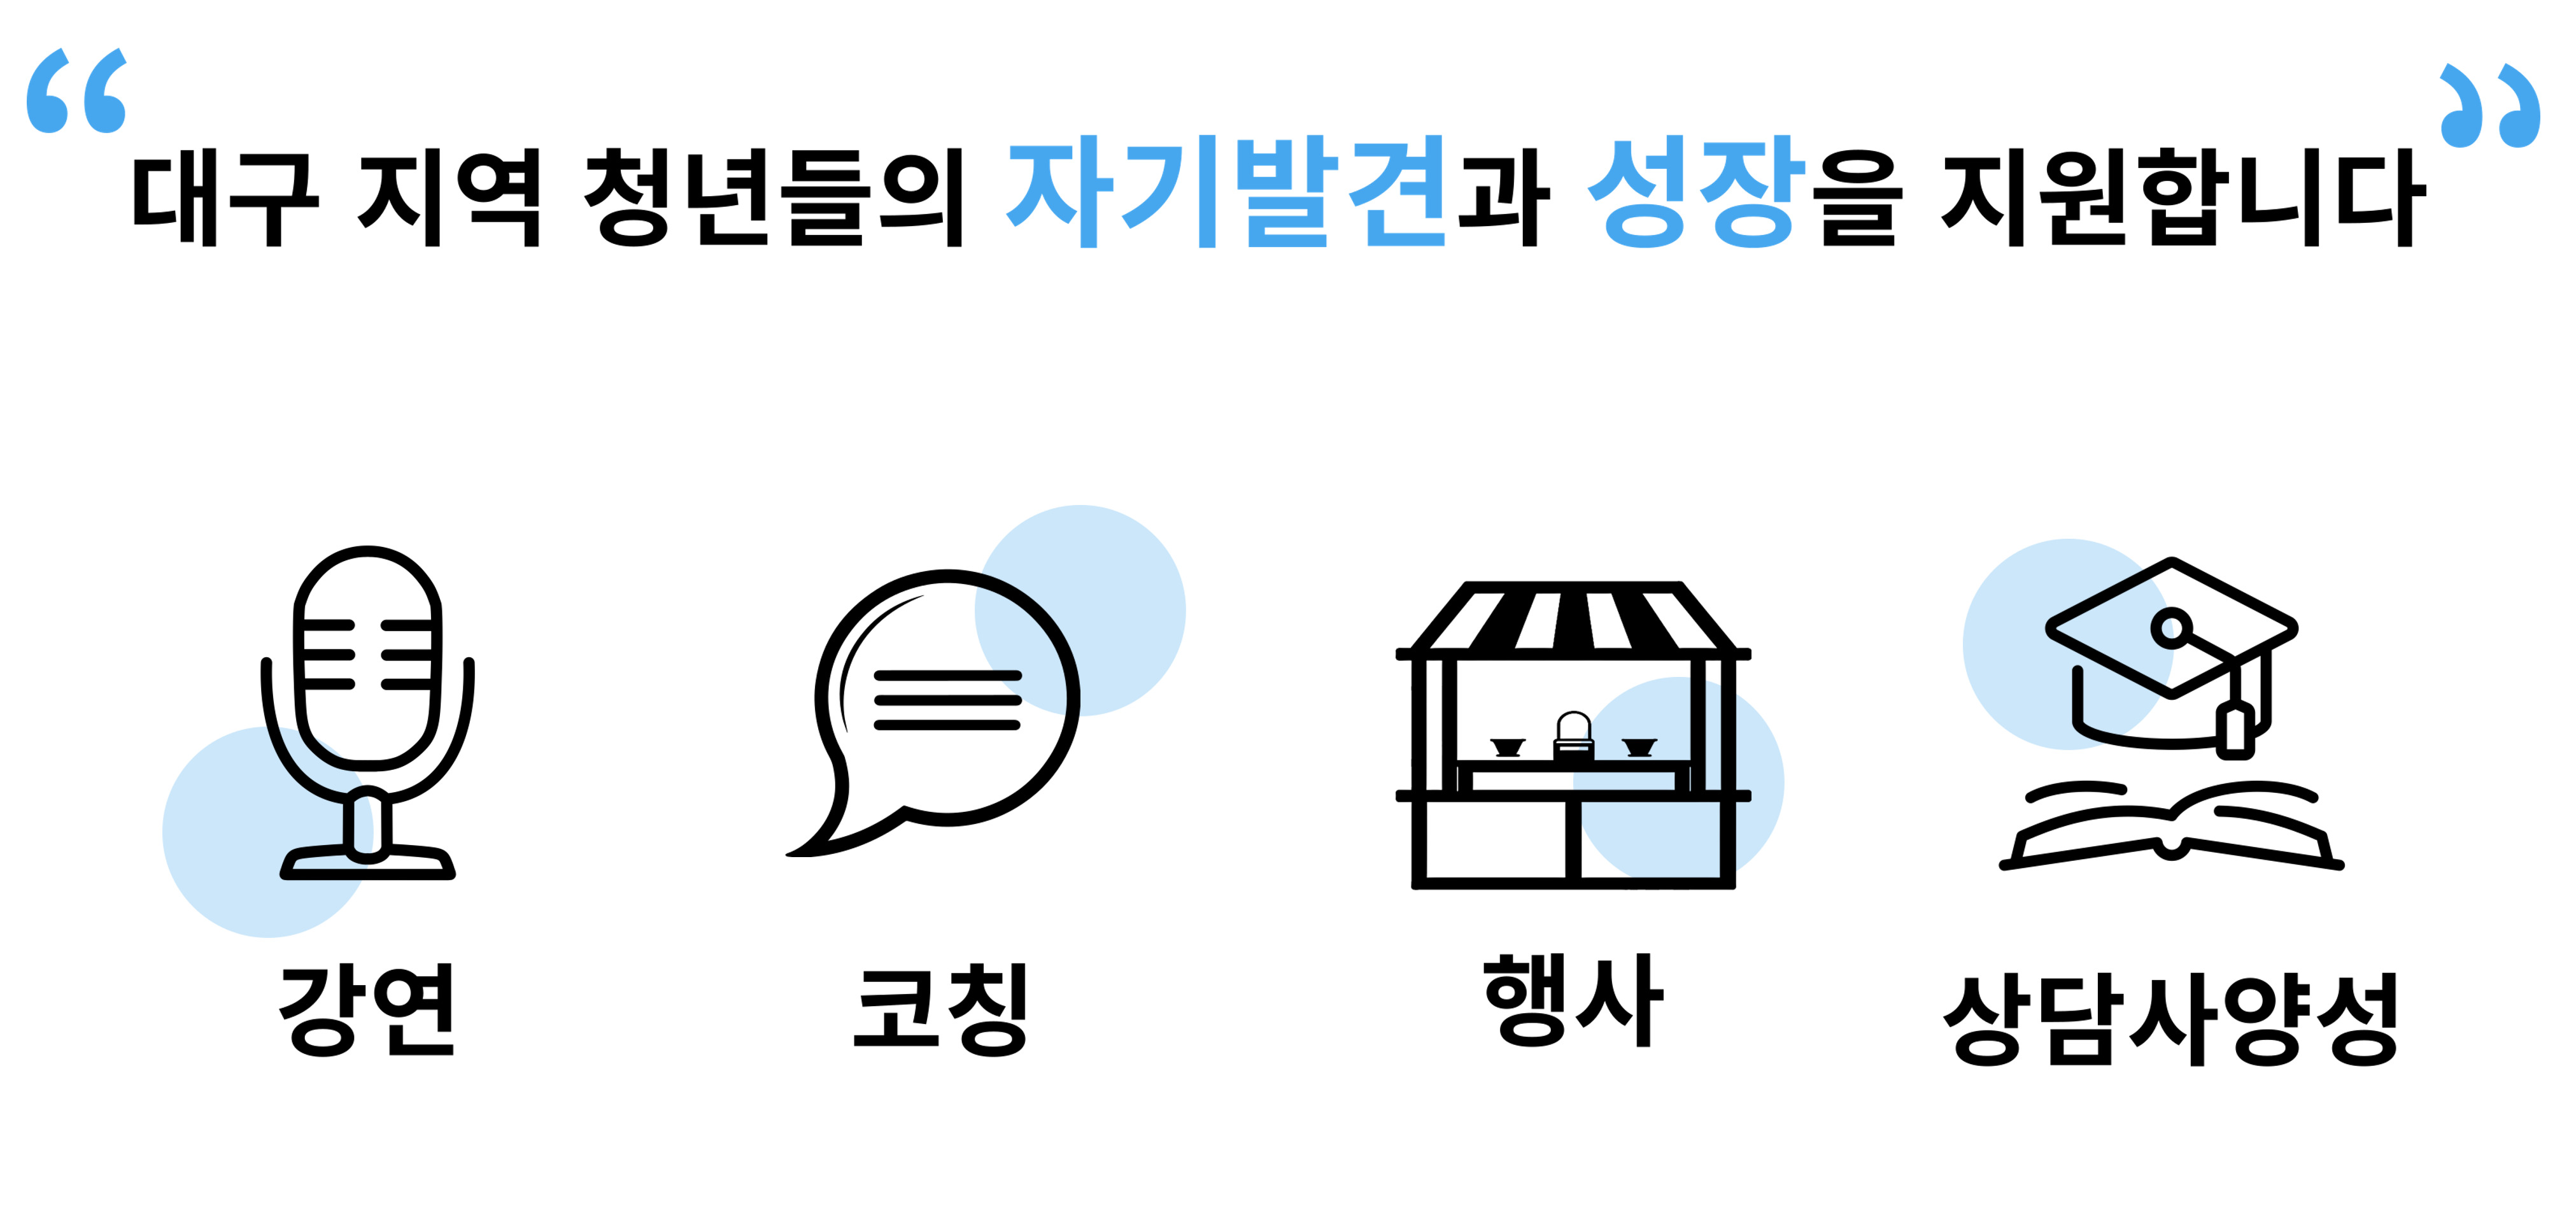 “대구 지역 청년들의 자기발견과 성장을 지원합니다”
강연
코칭
행사
상담사양성